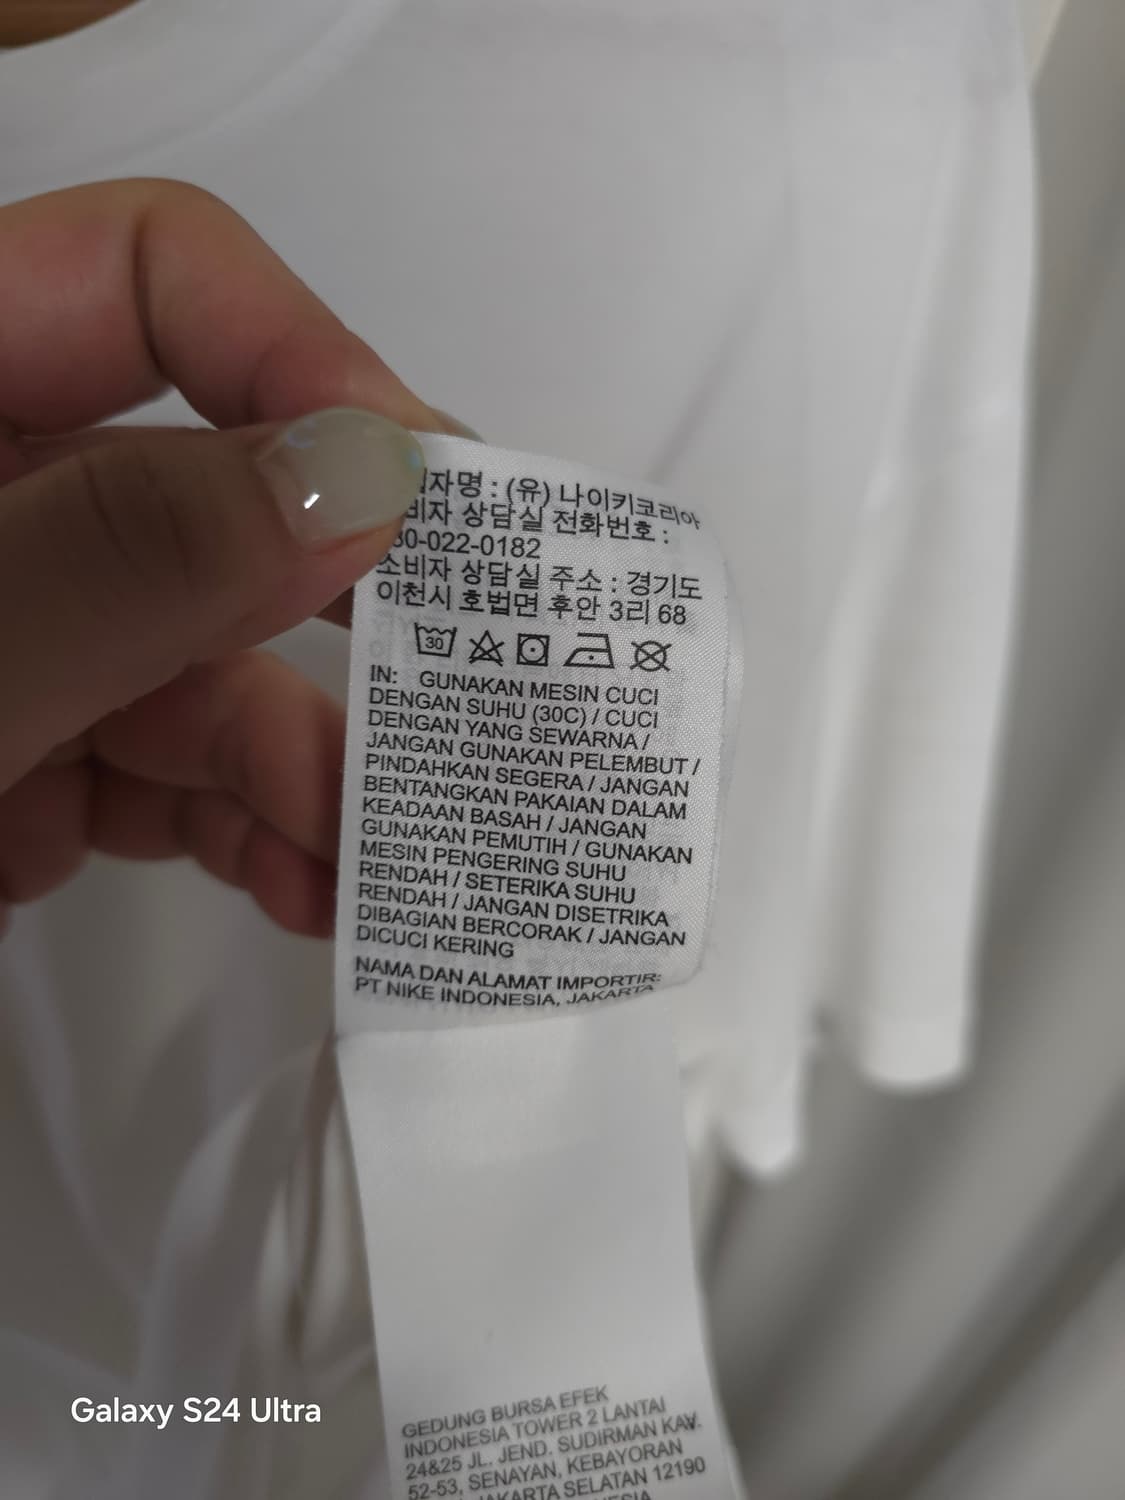 자명 : (유) 나이키코리아
비자 상담실 전화번호 :
80-022-0182
소비자 상담실 주소 : 경기도
이천시 호법면 후안 3리 68
30
IN: GUNAKAN MESIN CUCI
DENGAN SUHU (30C) / CUCI
DENGAN YANG SEWARNA /
JANGAN GUNAKAN PELEMBUT /
PINDAHKAN SEGERA / JANGAN
BENTANGKAN PAKAIAN DALAM
KEADAAN BASAH / JANGAN
GUNAKAN PEMUTIH / GUNAKAN
MESIN PENGERING SUHU
RENDAH / SETERIKA SUHU
RENDAH / JANGAN DISETRIKA
DIBAGIAN BERCORAK / JANGAN
DICUCI KERING
NAMA DAN ALAMAT IMPORTIR:
PT NIKE INDONESIA, JAKARTA
GEDUNG BURSA EFEK
INDONESIA TOWER 2 LANTAI
24&25 JL. JEND. SUDIRMAN KAV.
52-53, SENAYAN, KEBAYORAN
JAKARTA SELATAN 12190
Galaxy S24 Ultra